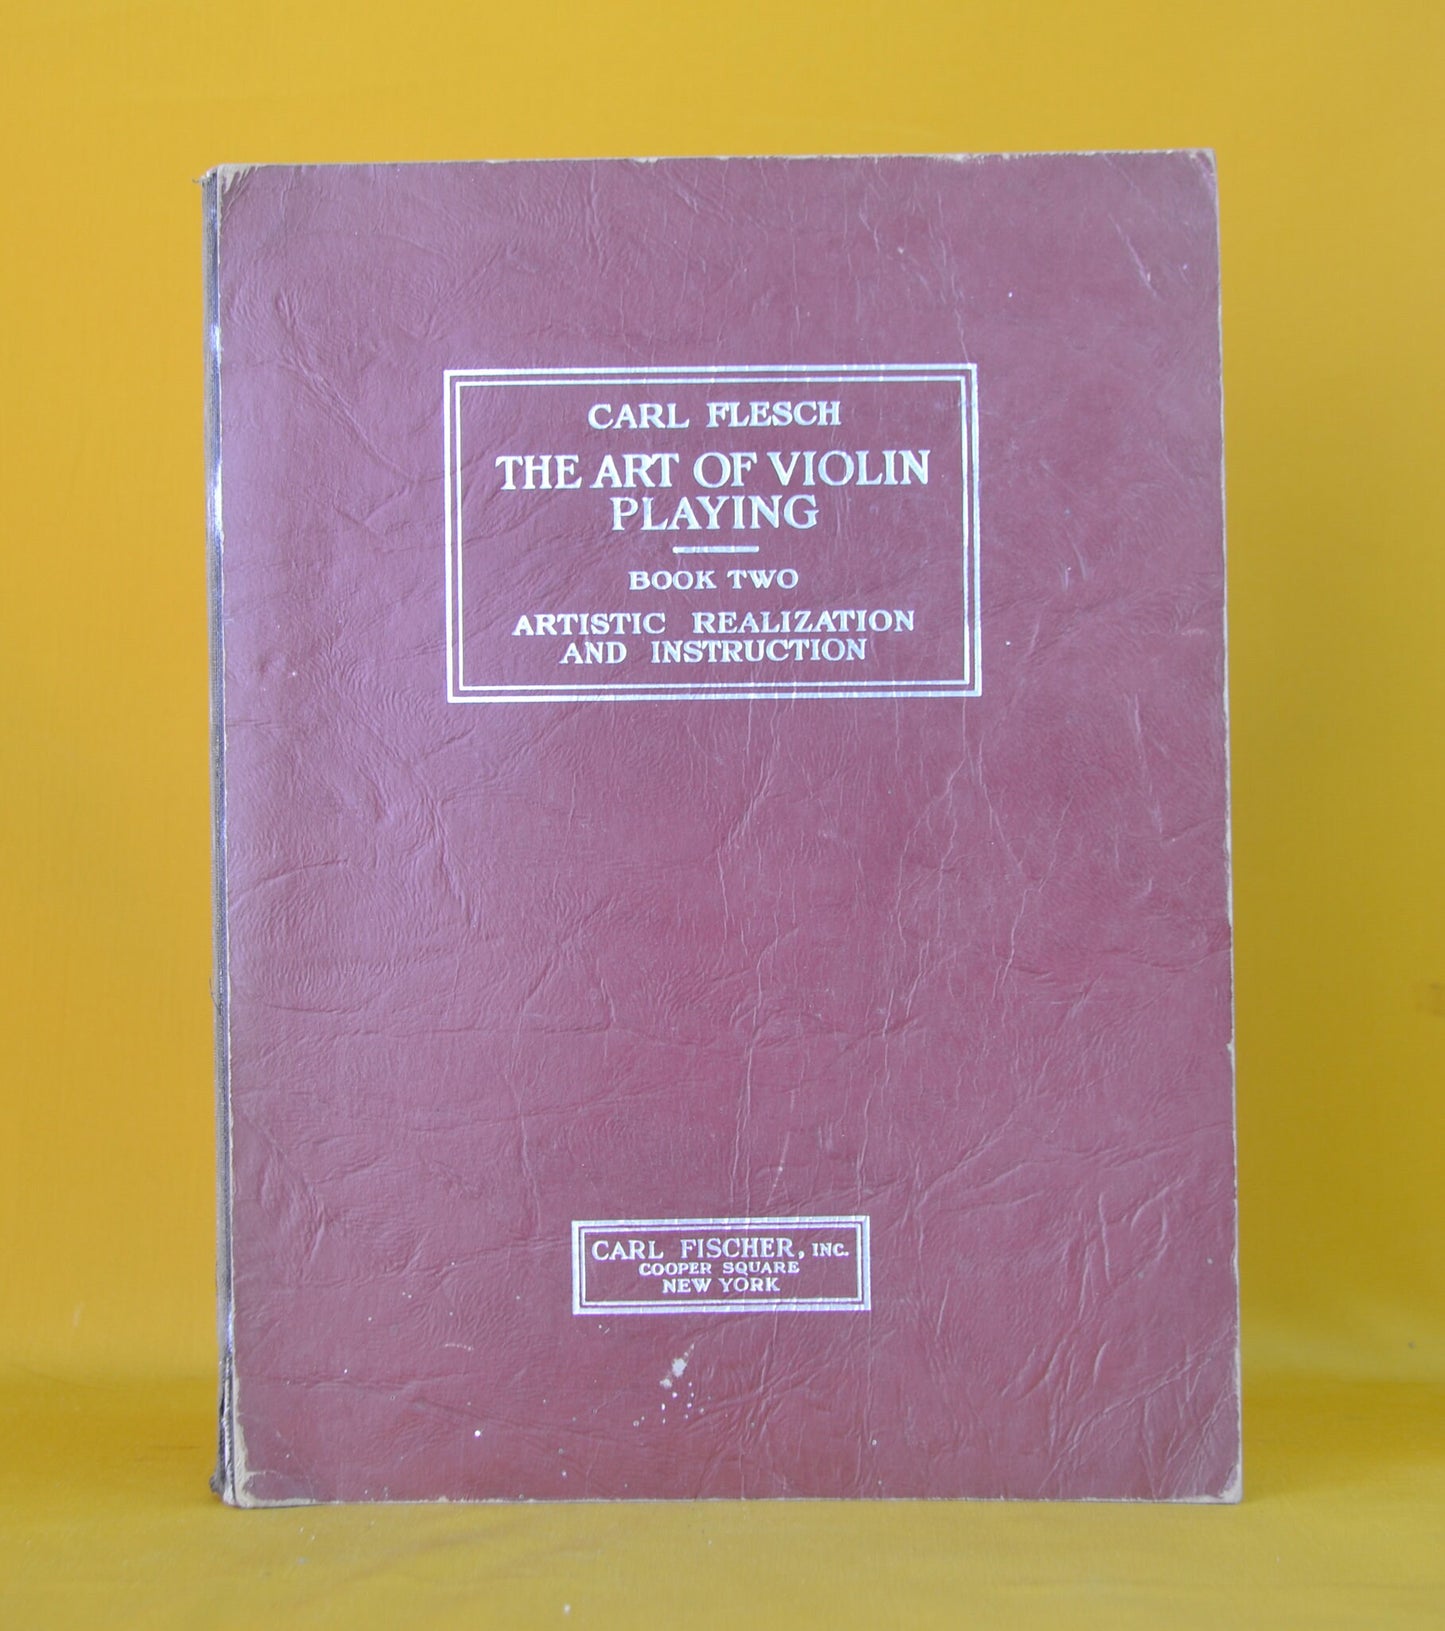 CARL FLESCH
THE ART OF VIOLIN
PLAYING
BOOK TWO
ARTISTIC REALIZATION
AND INSTRUCTION
CARL FISCHER, INC.
COOPER SQUARE
NEW YORK